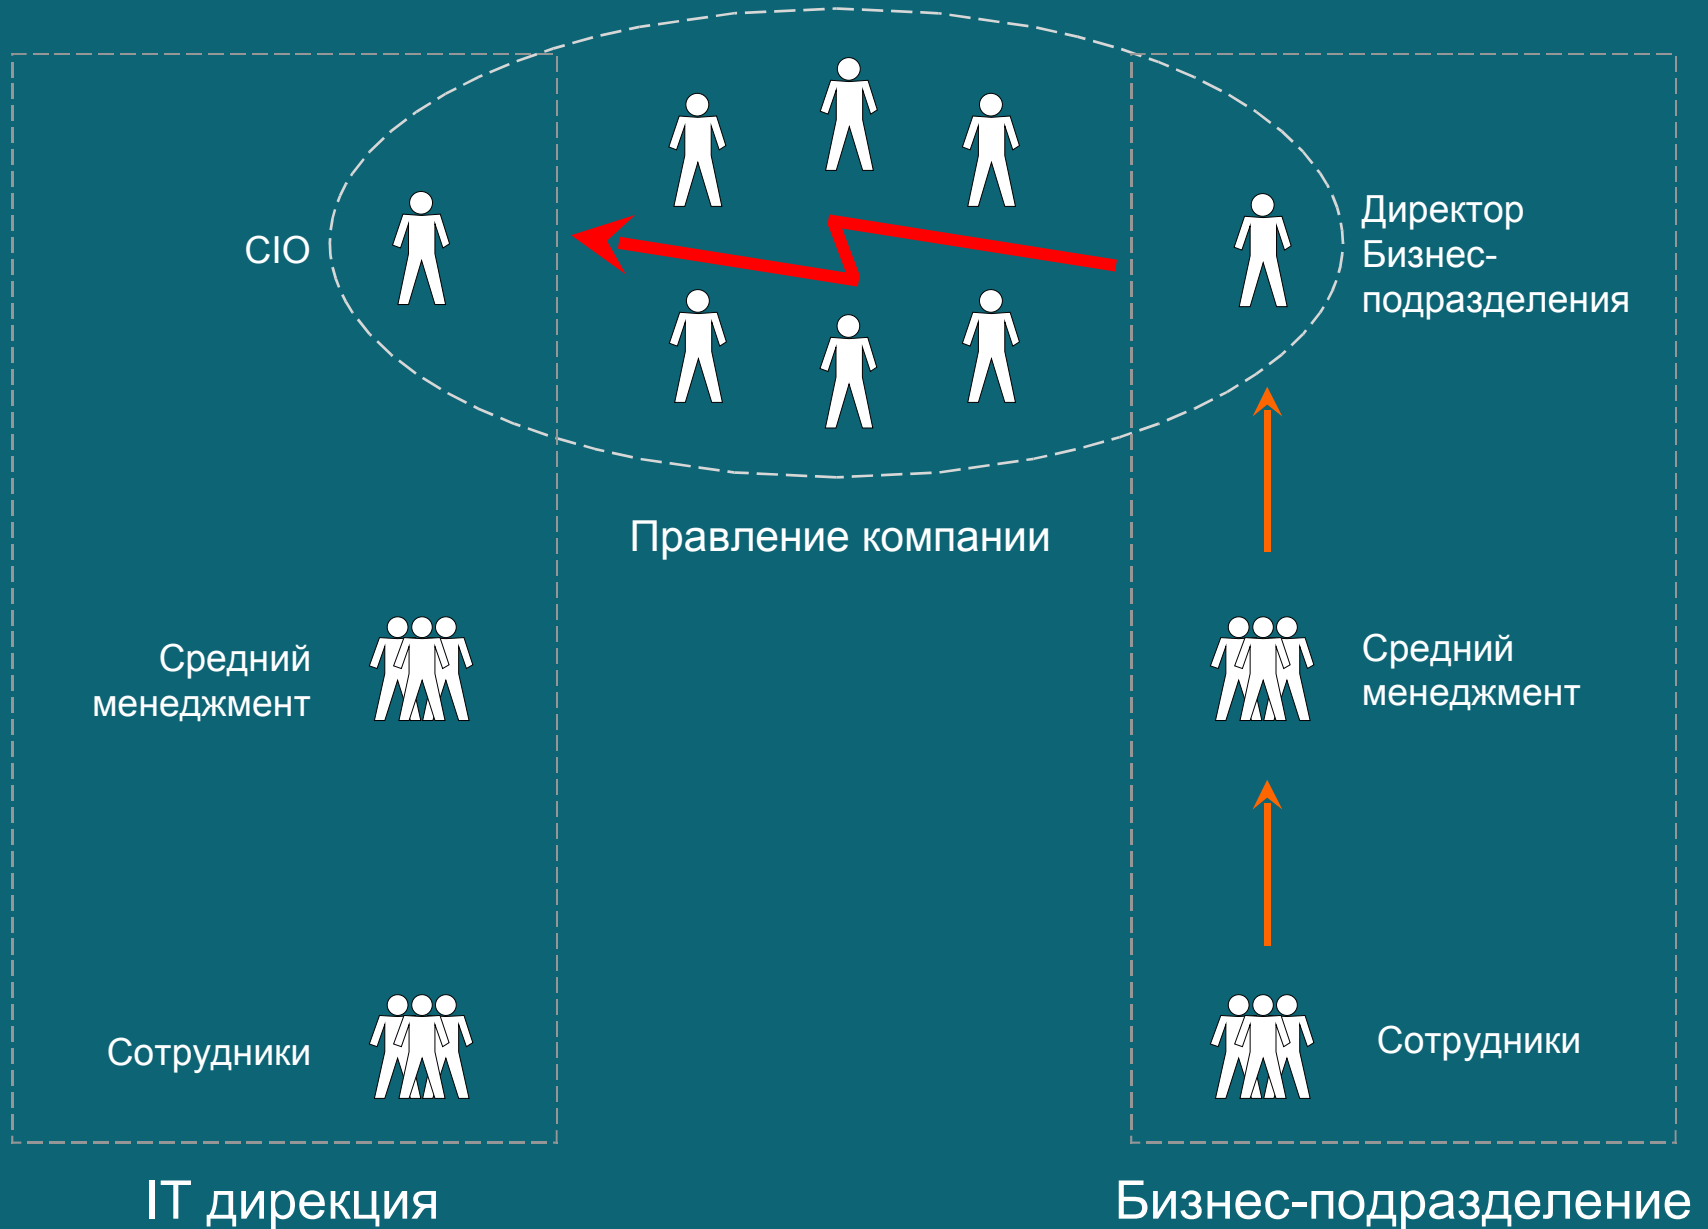 CIO
Директор
Бизнес-
подразделения
Правление компании
Средний
менеджмент
Средний
менеджмент
Сотрудники
Сотрудники
IT дирекция
Бизнес-подразделение